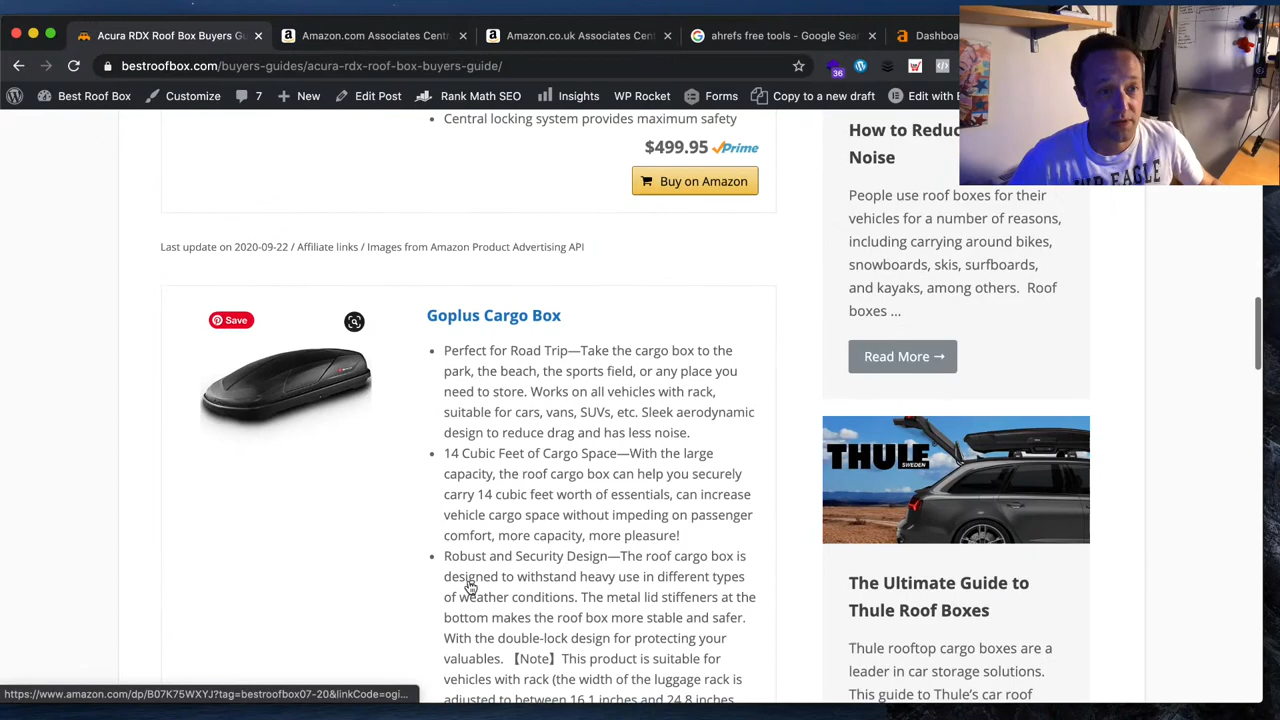 Acura RDX Roof Box Buyers Gu
Amazon.com Associates Centr
Amazon.co.uk Associates Cent
ahrefs free tools - Google Sea
Dashboa
bestroofbox.com/buyers-guides/acura-rdx-roof-box-buyers-guide/
36
Best Roof Box
Customize
7
New
Edit Post
Rank Math SEO
Insights
WP Rocket
Forms
Copy to a new draft
Edit with E
WP EAGLE
Central locking system provides maximum safety
$499.95 Prime
Buy on Amazon
Last update on 2020-09-22 / Affiliate links / Images from Amazon Product Advertising API
Save
Goplus Cargo Box
Perfect for Road Trip—Take the cargo box to the
park, the beach, the sports field, or any place you
need to store. Works on all vehicles with rack,
suitable for cars, vans, SUVs, etc. Sleek aerodynamic
design to reduce drag and has less noise.
14 Cubic Feet of Cargo Space—With the large
capacity, the roof cargo box can help you securely
carry 14 cubic feet worth of essentials, can increase
vehicle cargo space without impeding on passenger
comfort, more capacity, more pleasure!
Robust and Security Design—The roof cargo box is
designed to withstand heavy use in different types
of weather conditions. The metal lid stiffeners at the
bottom makes the roof box more stable and safer.
With the double-lock design for protecting your
valuables. 【Note】This product is suitable for
vehicles with rack (the width of the luggage rack is
adjusted to between 16.1 inches and 24.8 inches
How to Reduc
Noise
People use roof boxes for their
vehicles for a number of reasons,
including carrying around bikes,
snowboards, skis, surfboards,
and kayaks, among others. Roof
boxes ...
Read More →
THULE
SWEDEN
The Ultimate Guide to
Thule Roof Boxes
Thule rooftop cargo boxes are a
leader in car storage solutions.
This guide to Thule's car roof
https://www.amazon.com/dp/B07K75WXYJ?tag=bestroofbox07-20&linkCode=ogi...